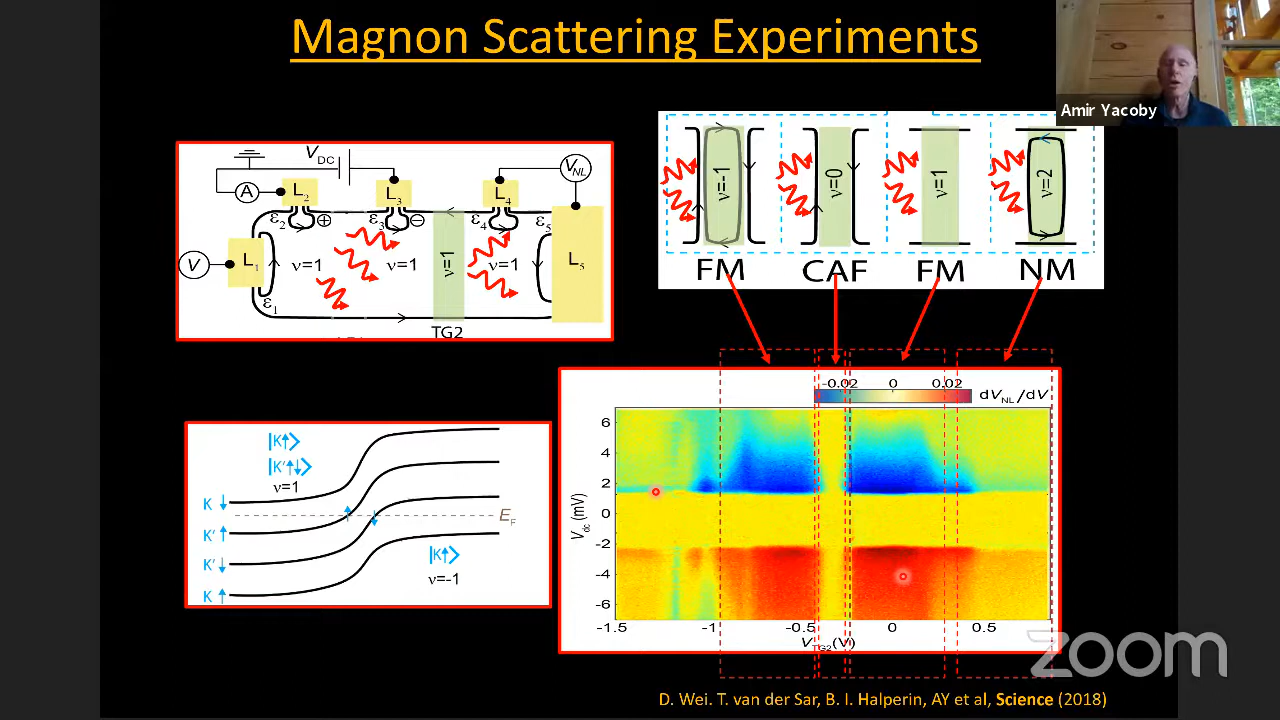 Magnon Scattering Experiments
Amir Yacoby
V_DC
A
L₂
L₃
L₄
V_NL
ε₂
⊕
ε₃
⊖
ε₄
ε₅
V
L₁
ν=1
ν=1
ν=1
ν=1
L₅
ε₁
TG2
ν=-1
ν=0
ν=1
ν=2
FM
CAF
FM
NM
|K↑⟩
|K'↑↓⟩
ν=1
K ↓
E_F
K' ↑
K' ↓
|K↑⟩
K ↑
ν=-1
-0.02 0 0.02 dV_NL/dV
6
4
2
0
-2
-4
-6
V_dc (mV)
-1.5 -1 -0.5 0 0.5
V_TG2(V)
zoom
D. Wei. T. van der Sar, B. I. Halperin, AY et al, Science (2018)